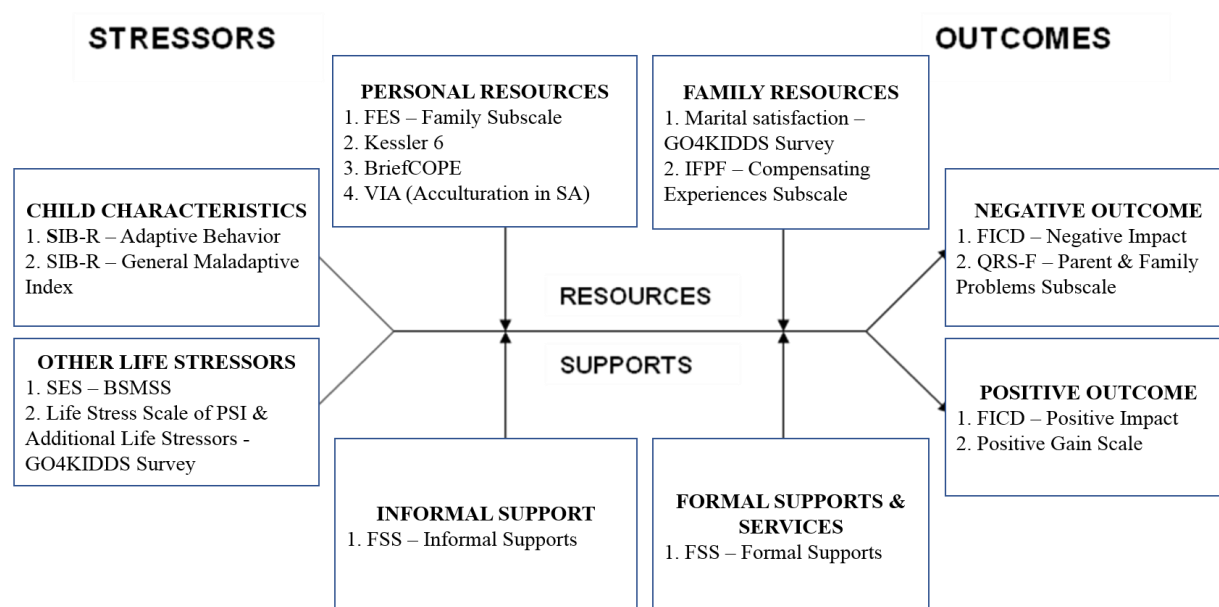 STRESSORS
OUTCOMES
PERSONAL RESOURCES
1. FES – Family Subscale
2. Kessler 6
3. BriefCOPE
4. VIA (Acculturation in SA)
FAMILY RESOURCES
1. Marital satisfaction –
GO4KIDDS Survey
2. IFPF – Compensating
Experiences Subscale
CHILD CHARACTERISTICS
1. SIB-R – Adaptive Behavior
2. SIB-R – General Maladaptive
Index
NEGATIVE OUTCOME
1. FICD – Negative Impact
2. QRS-F – Parent & Family
Problems Subscale
RESOURCES
SUPPORTS
OTHER LIFE STRESSORS
1. SES – BSMSS
2. Life Stress Scale of PSI &
Additional Life Stressors -
GO4KIDDS Survey
POSITIVE OUTCOME
1. FICD – Positive Impact
2. Positive Gain Scale
INFORMAL SUPPORT
1. FSS – Informal Supports
FORMAL SUPPORTS &
SERVICES
1. FSS – Formal Supports